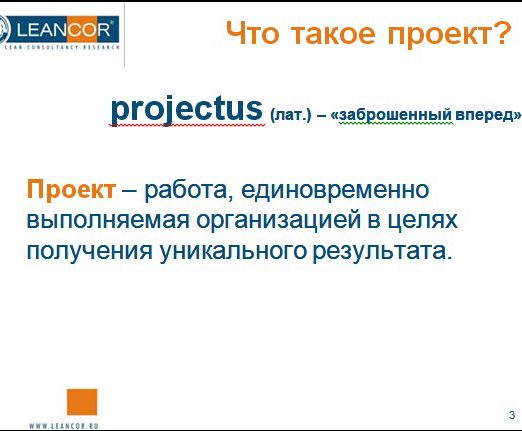 LEANCOR®
LEAN-CONSULTANCY-RESEARCH
Что такое проект?
projectus (лат.) – «заброшенный вперед»
Проект – работа, единовременно
выполняемая организацией в целях
получения уникального результата.
WWW.LEANCOR.RU
3